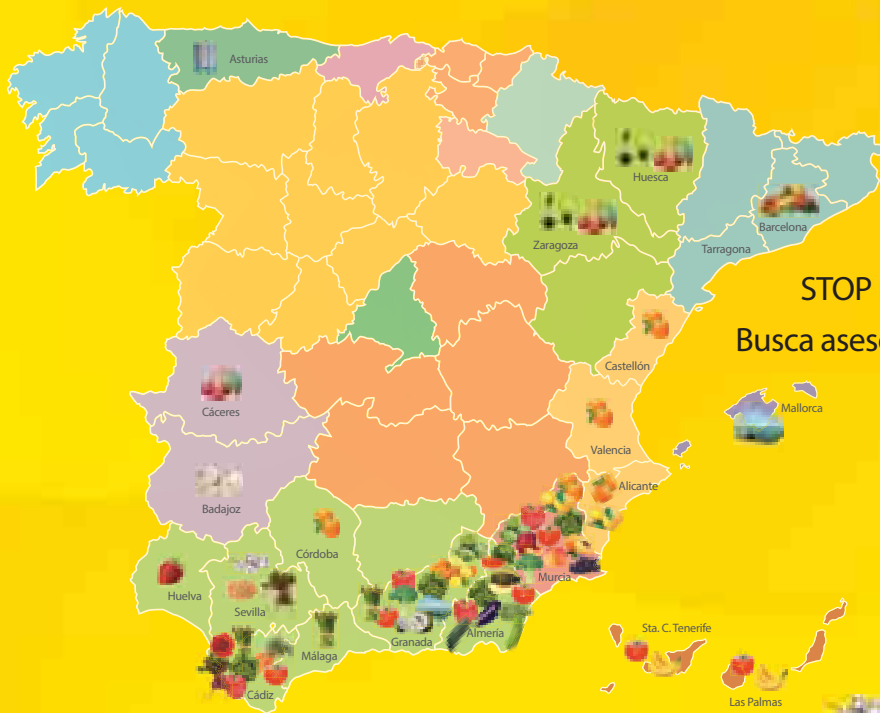 Asturias
Huesca
Zaragoza
Barcelona
Tarragona
STOP
Busca
Castellón
Cáceres
Mallorca
Valencia
Badajoz
Alicante
Córdoba
Murcia
Huelva
Sevilla
Sta. C. Tenerife
Granada
Almería
Málaga
Cádiz
Las Palmas